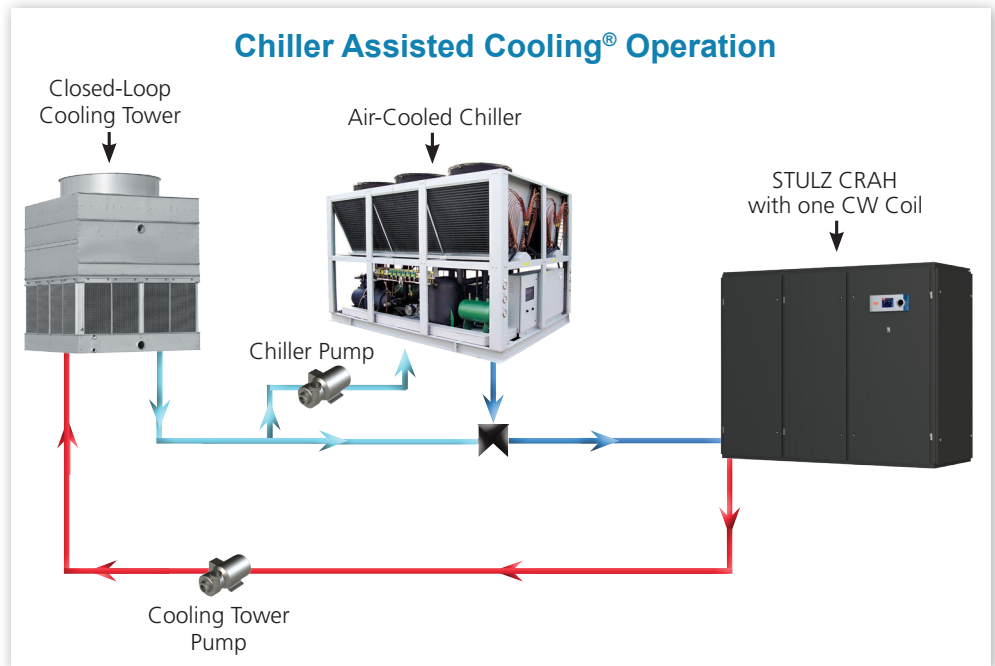 Chiller Assisted Cooling® Operation
Closed-Loop
Cooling Tower
Air-Cooled Chiller
STULZ CRAH
with one CW Coil
Chiller Pump
Cooling Tower
Pump